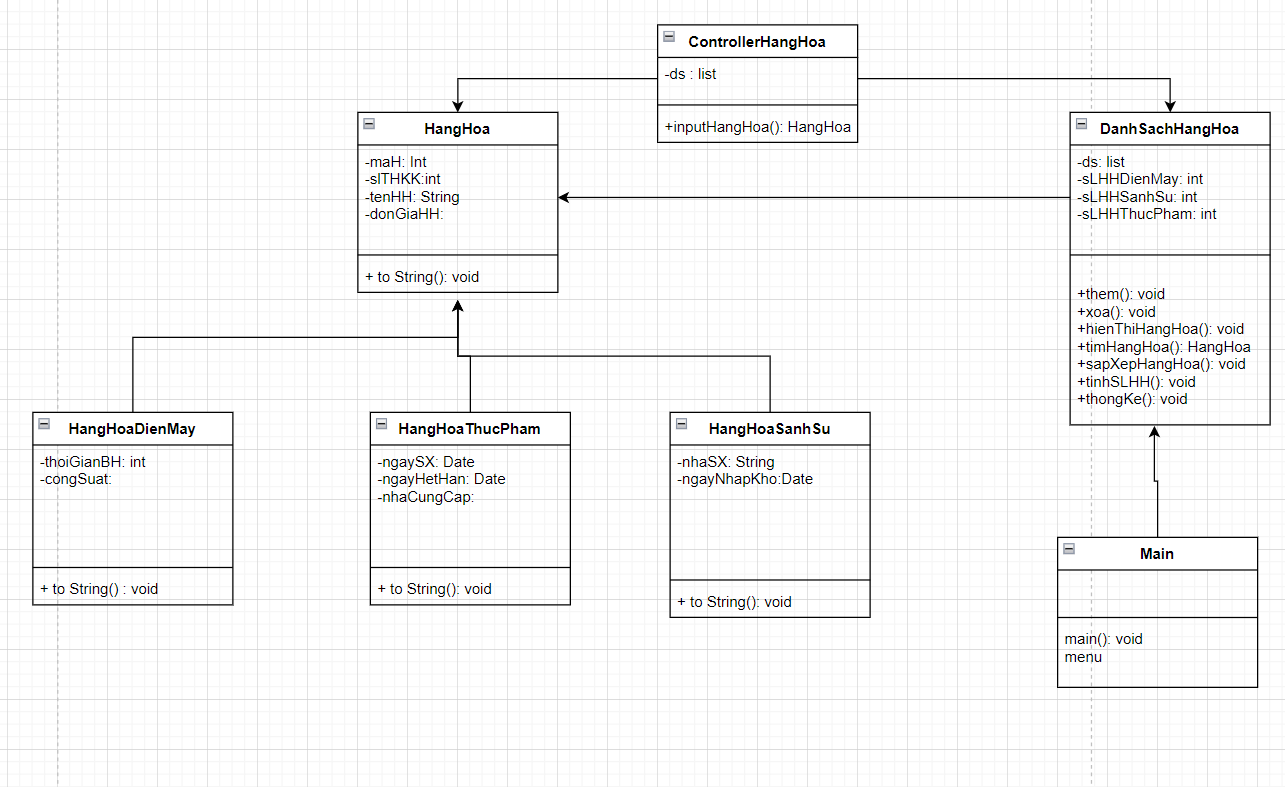 ControllerHangHoa
-ds : list
+inputHangHoa(): HangHoa
HangHoa
-maH: Int
-slTHKK:int
-tenHH: String
-donGiaHH:
+ to String(): void
DanhSachHangHoa
-ds: list
-sLHHDienMay: int
-sLHHSanhSu: int
-sLHHThucPham: int
+them(): void
+xoa(): void
+hienThiHangHoa(): void
+timHangHoa(): HangHoa
+sapXepHangHoa(): void
+tinhSLHH(): void
+thongKe(): void
HangHoaDienMay
-thoiGianBH: int
-congSuat:
+ to String() : void
HangHoaThucPham
-ngaySX: Date
-ngayHetHan: Date
-nhaCungCap:
+ to String(): void
HangHoaSanhSu
-nhaSX: String
-ngayNhapKho:Date
+ to String(): void
Main
main(): void
menu